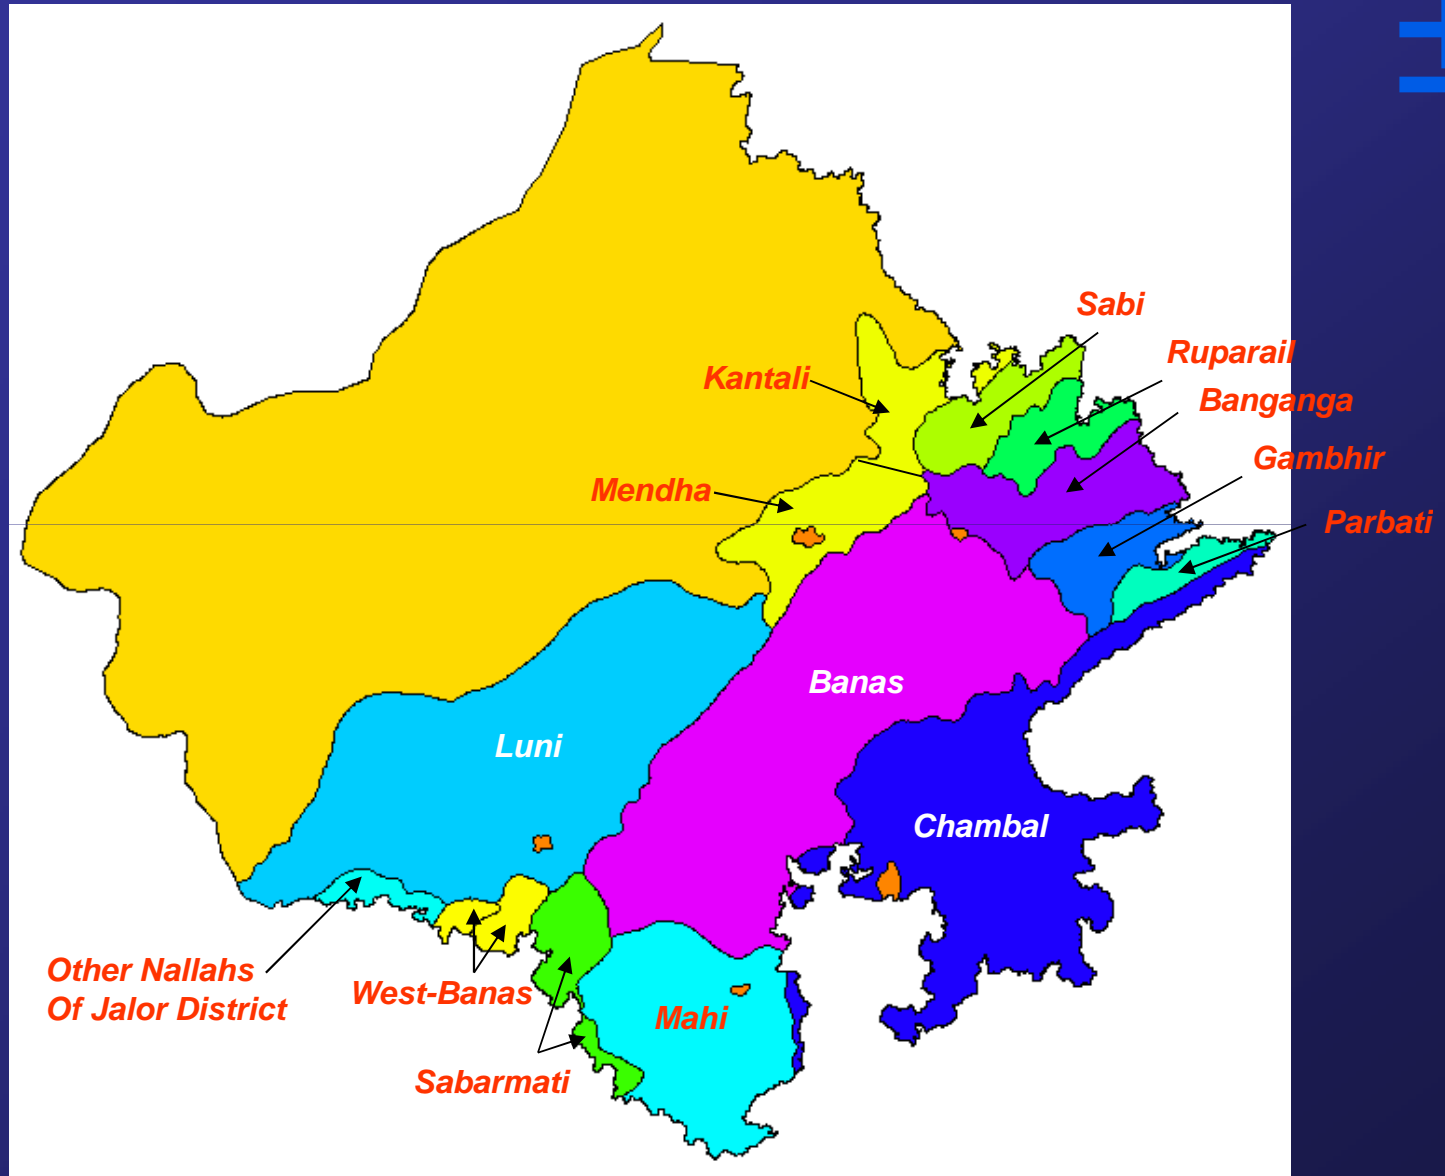 Sabi
Ruparail
Kantali
Banganga
Gambhir
Mendha
Parbati
Banas
Luni
Chambal
Other Nallahs
Of Jalor District
West-Banas
Mahi
Sabarmati